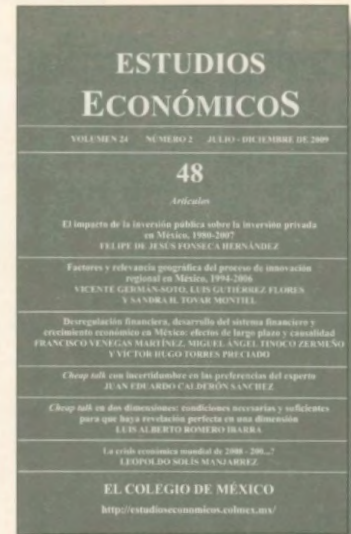 ESTUDIOS
ECONÓMICOS
VOLUMEN 24 NÚMERO 2 JULIO - DICIEMBRE DE 2009
48
Artículos
El impacto de la inversión pública sobre la inversión privada
en México, 1980-2007
FELIPE DE JESÚS FONSECA HERNÁNDEZ
Factores y relevancia geográfica del proceso de innovación
regional en México, 1994-2006
VICENTE GERMÁN-SOTO, LUIS GUTIÉRREZ FLORES
Y SANDRA H. TOVAR MONTIEL
Desregulación financiera, desarrollo del sistema financiero y
crecimiento económico en México: efectos de largo plazo y causalidad
FRANCISCO VENEGAS MARTÍNEZ, MIGUEL ÁNGEL TINOCO ZERMEÑO
Y VÍCTOR HUGO TORRES PRECIADO
Cheap talk con incertidumbre en las preferencias del experto
JUAN EDUARDO CALDERÓN SÁNCHEZ
Cheap talk en dos dimensiones: condiciones necesarias y suficientes
para que haya revelación perfecta en una dimensión
LUIS ALBERTO ROMERO IBARRA
La crisis económica mundial de 2008 - 200...?
LEOPOLDO SOLÍS MANJARREZ
EL COLEGIO DE MÉXICO
http://estudioseconomicos.colmex.mx/